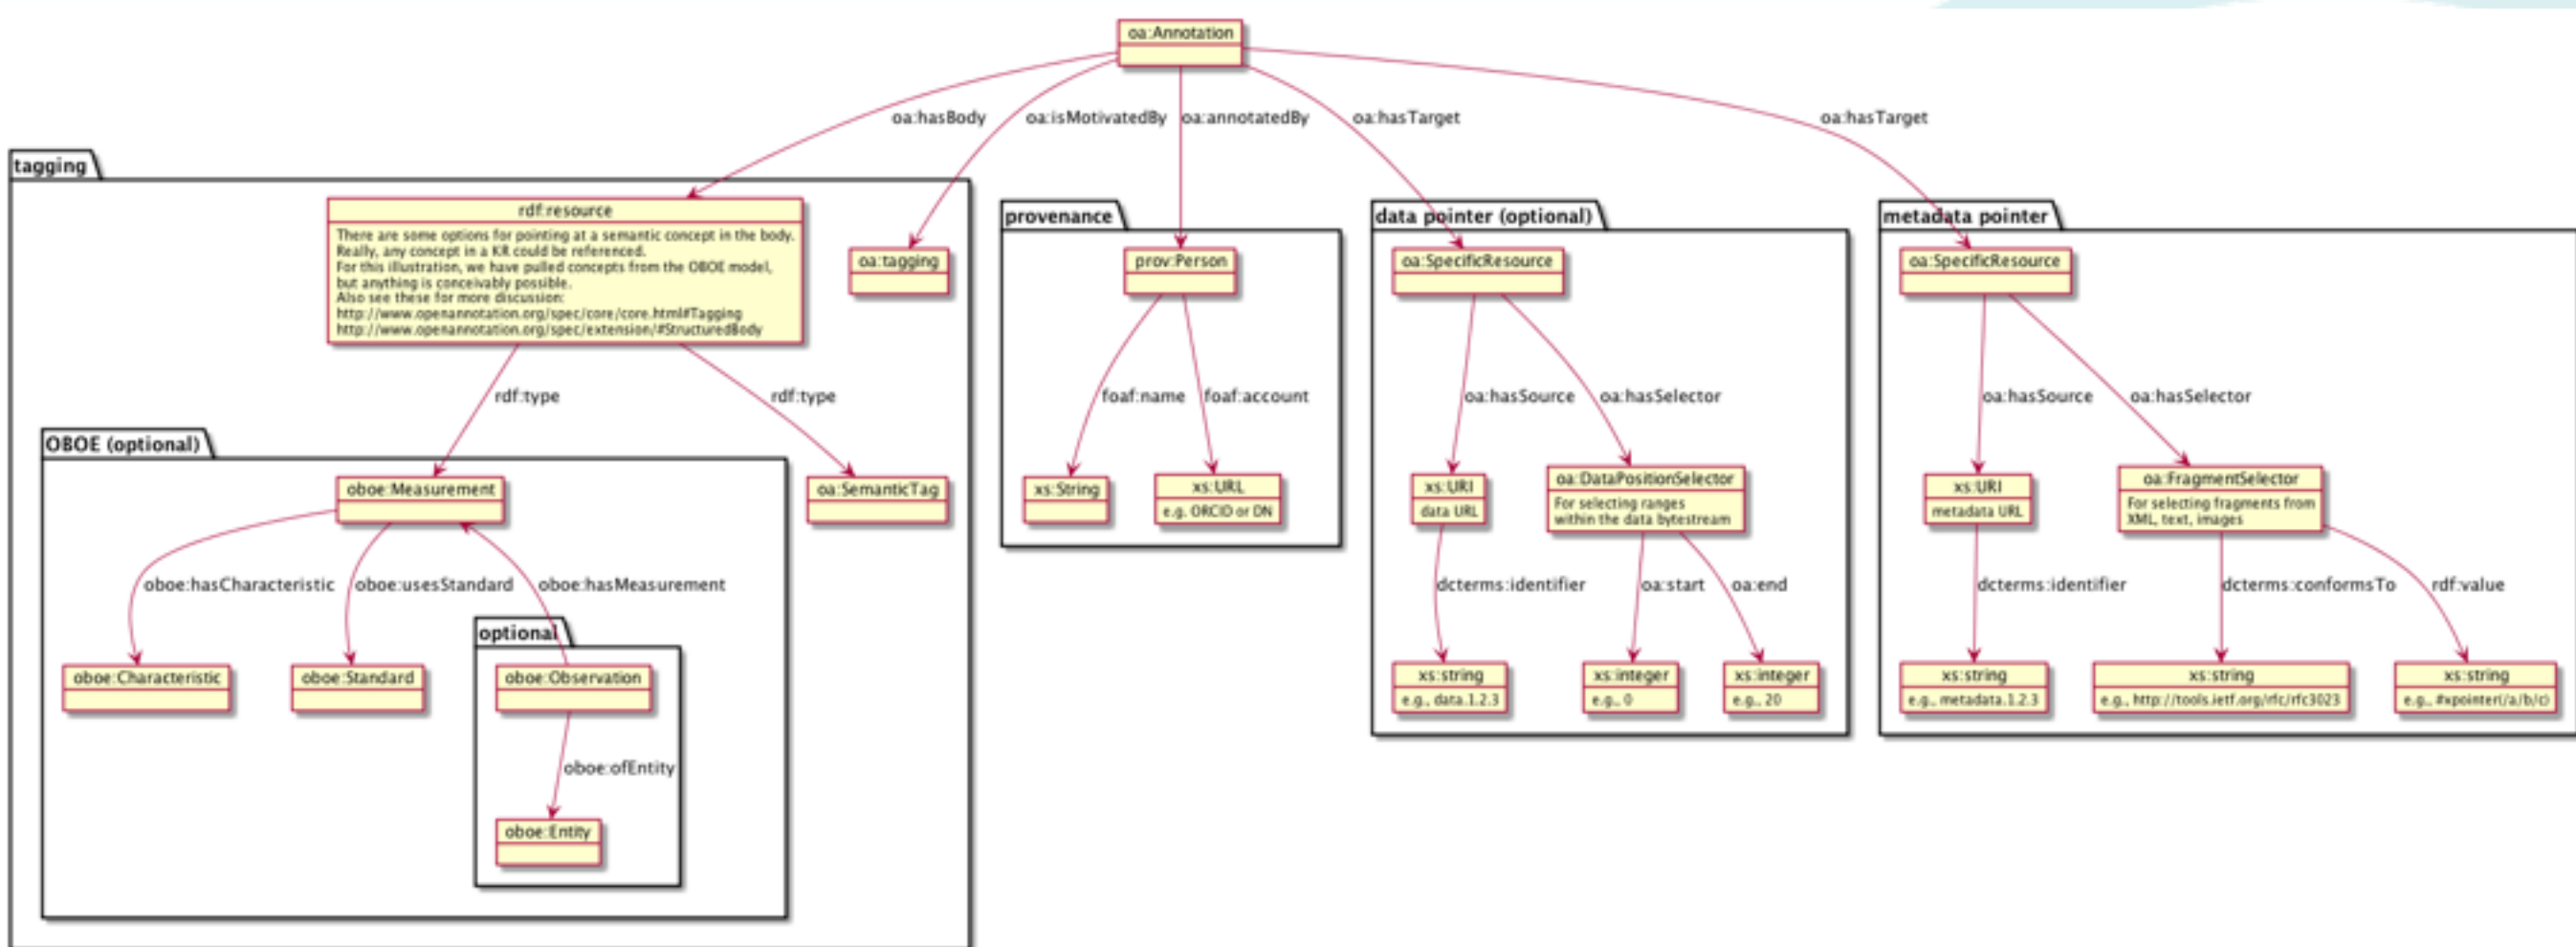 oa:Annotation
oa:hasBody
oa:isMotivatedBy
oa:annotatedBy
oa:hasTarget
oa:hasTarget
tagging
rdf:resource
There are some options for pointing at a semantic concept in the body.
Really, any concept in a KR could be referenced.
For this illustration, we have pulled concepts from the OBOE model,
but anything is conceivably possible.
Also see these for more discussion:
http://www.openannotation.org/spec/core/core.html#Tagging
http://www.openannotation.org/spec/extension/#StructuredBody
oa:tagging
rdf:type
rdf:type
OBOE (optional)
oboe:Measurement
oa:SemanticTag
oboe:hasCharacteristic
oboe:usesStandard
oboe:hasMeasurement
optional
oboe:Characteristic
oboe:Standard
oboe:Observation
oboe:ofEntity
oboe:Entity
provenance
prov:Person
foaf:name
foaf:account
xs:String
xs:URL
e.g. ORCID or DN
data pointer (optional)
oa:SpecificResource
oa:hasSource
oa:hasSelector
xs:URI
data URL
oa:DataPositionSelector
For selecting ranges
within the data bytestream
dcterms:identifier
oa:start
oa:end
xs:string
e.g., data.1.2.3
xs:integer
e.g., 0
xs:integer
e.g., 20
metadata pointer
oa:SpecificResource
oa:hasSource
oa:hasSelector
xs:URI
metadata URL
oa:FragmentSelector
For selecting fragments from
XML, text, images
dcterms:identifier
dcterms:conformsTo
rdf:value
xs:string
e.g., metadata.1.2.3
xs:string
e.g., http://tools.ietf.org/rfc/rfc3023
xs:string
e.g., #xpointer(/a/b/c)